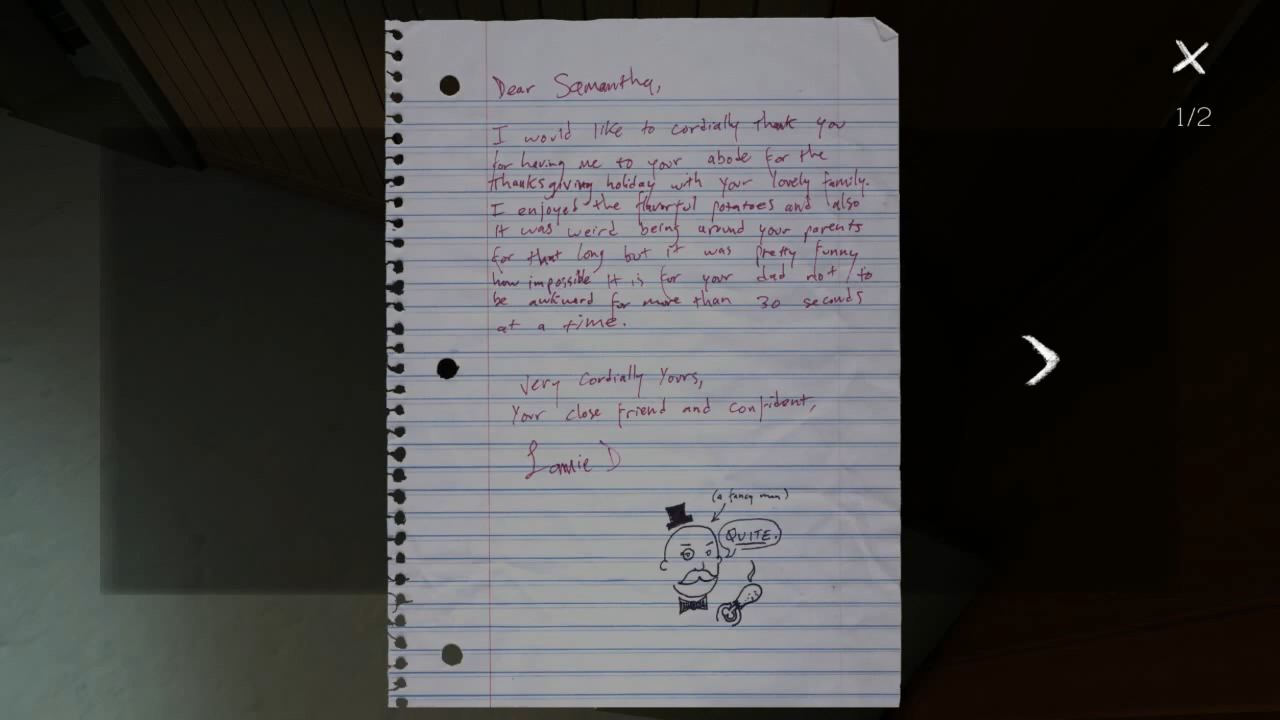 1/2
Dear Samantha,
I would like to cordially thank you
for having me to your abode for the
thanksgiving holiday with your lovely family.
I enjoyed the flavorful potatoes and also
it was weird being around your parents
for that long but it was pretty funny
how impossible it is for your dad not to
be awkward for more than 30 seconds
at a time.
Very Cordially Yours,
Your close friend and confident,
Lonnie D
(a fancy man)
QUITE.